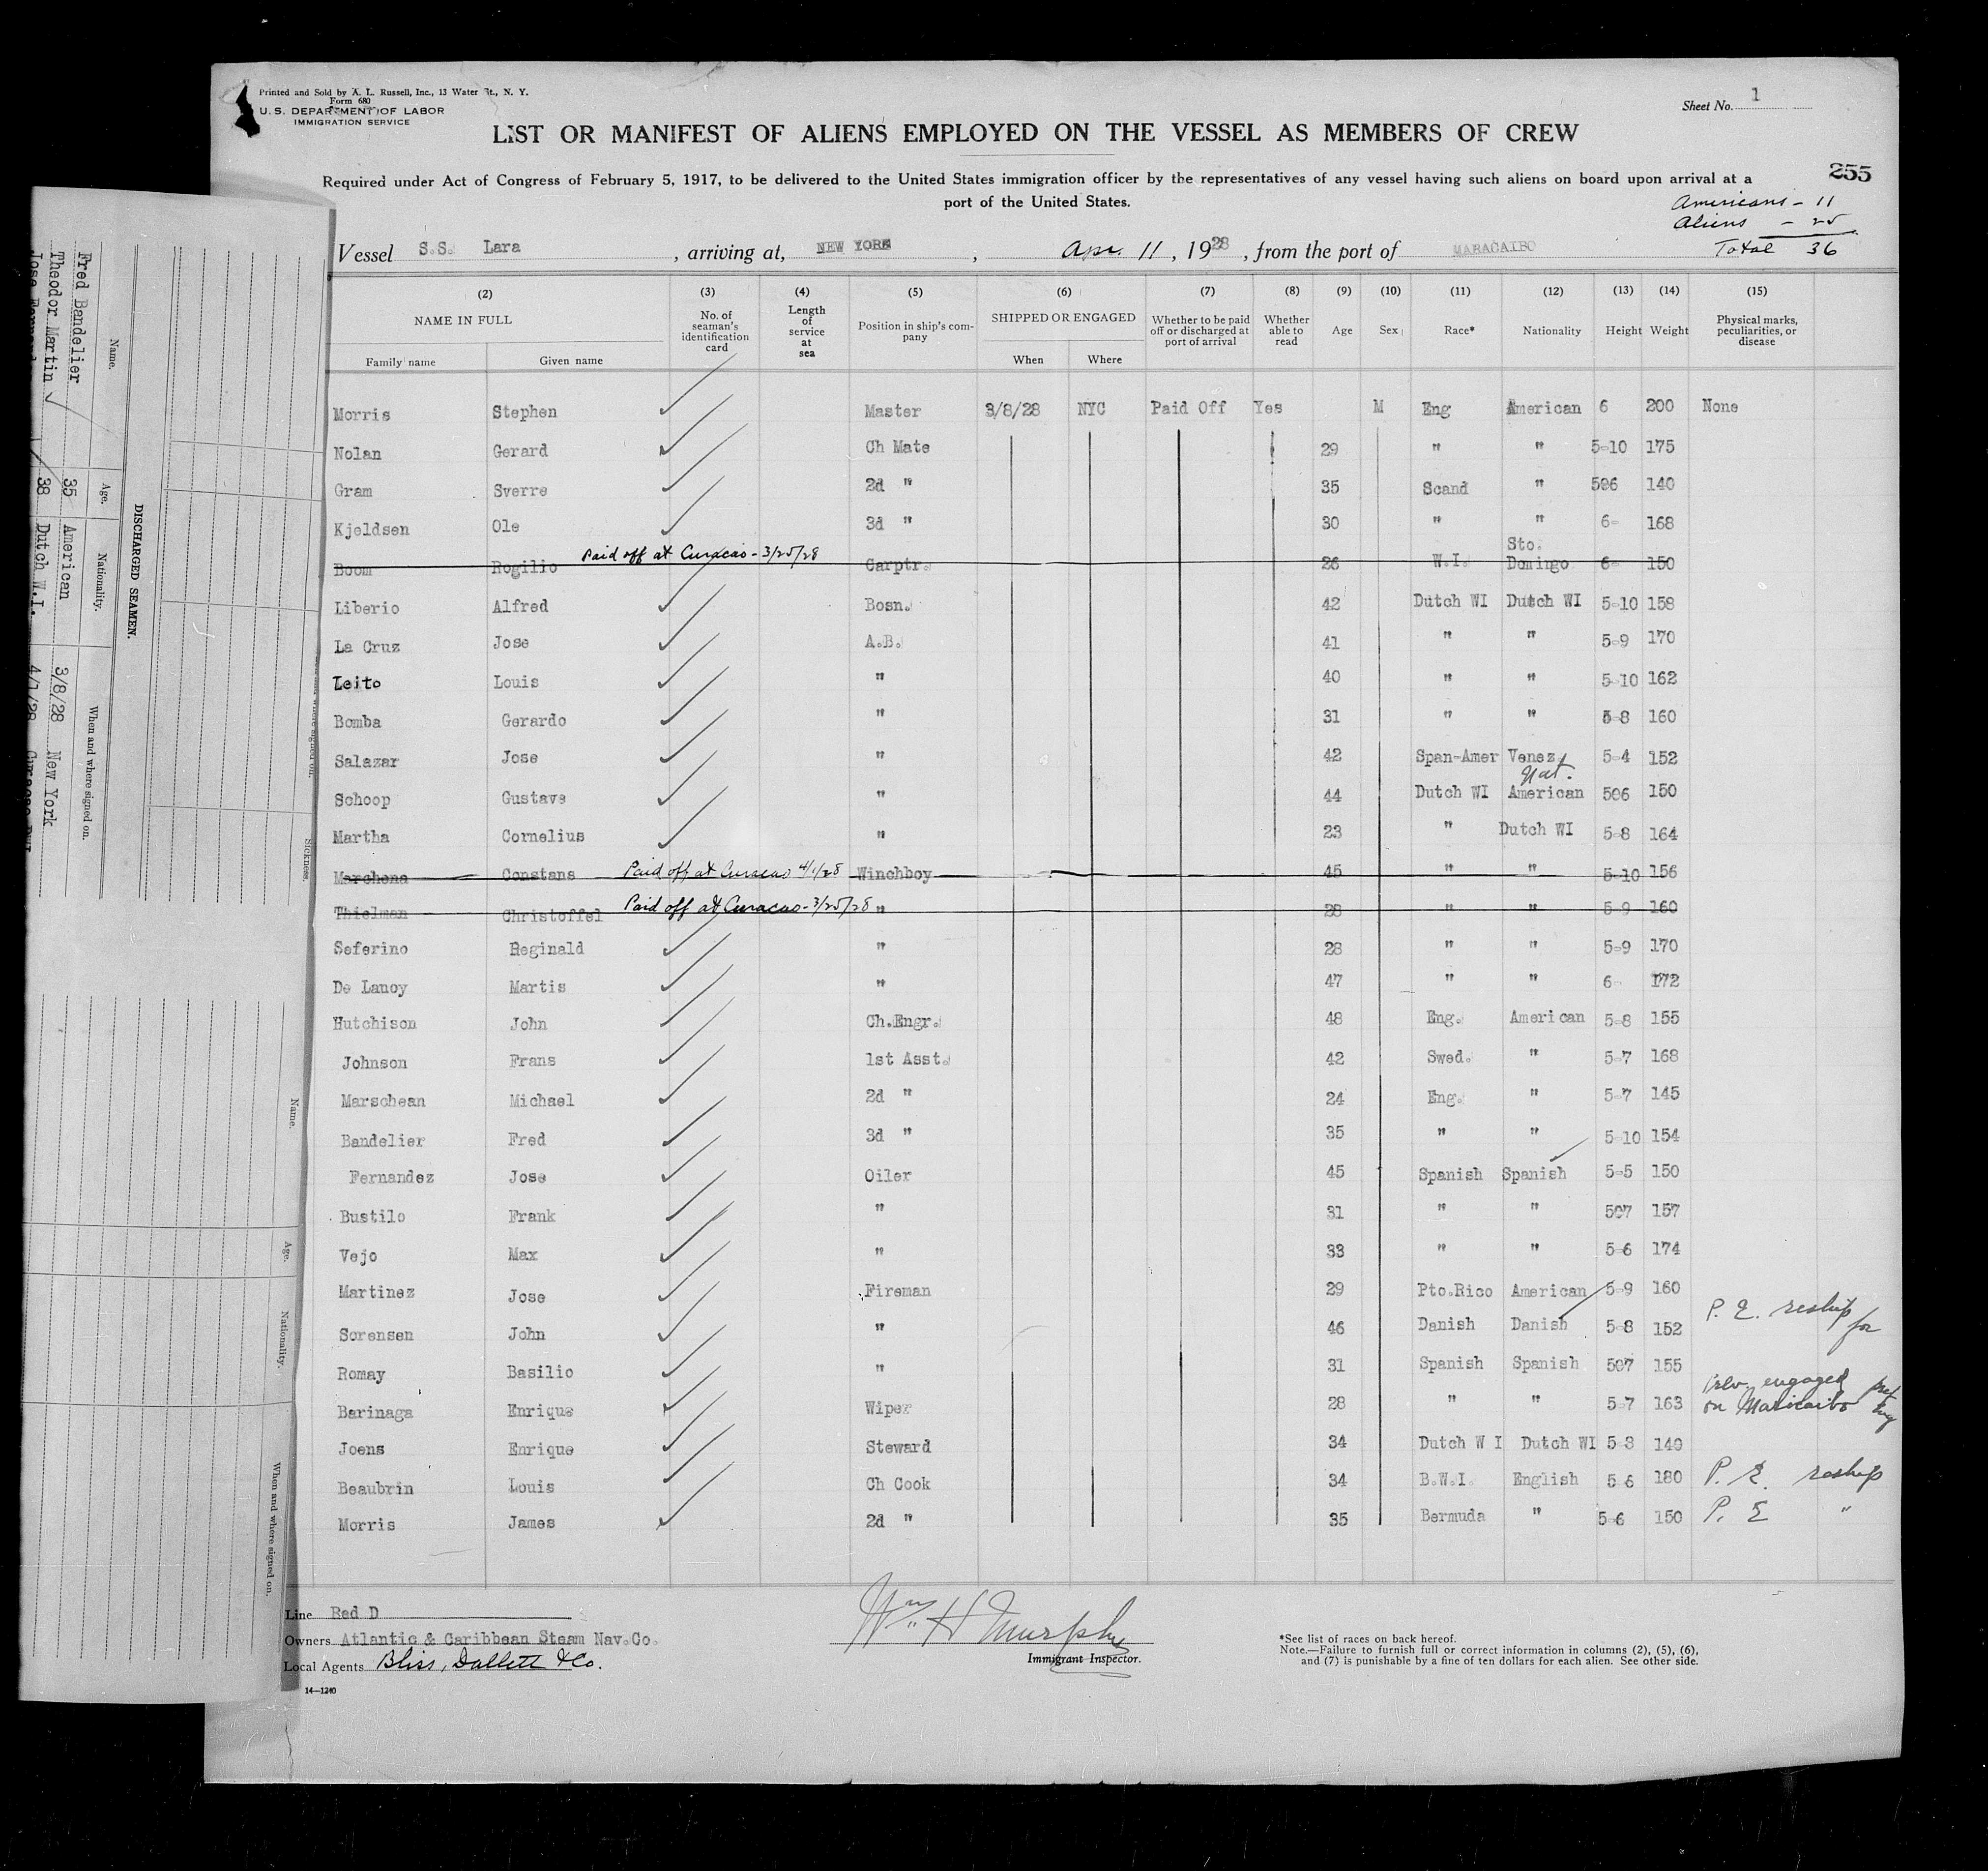 Printed and Sold by A. L. Russell, Inc., 13 Water St., N. Y.
Form 680
U. S. DEPARTMENT OF LABOR
IMMIGRATION SERVICE
Sheet No. 1
LIST OR MANIFEST OF ALIENS EMPLOYED ON THE VESSEL AS MEMBERS OF CREW
255
Required under Act of Congress of February 5, 1917, to be delivered to the United States immigration officer by the representatives of any vessel having such aliens on board upon arrival at a
port of the United States.
Americans - 11
Aliens - 25
Total 36
Vessel S.S. Lara, arriving at, NEW YORK, Apr. 11, 1928, from the port of MARACAIBO
(2) (3) (4) (5) (6) (7) (8) (9) (10) (11) (12) (13) (14) (15)
NAME IN FULL
Family name Given name
No. of seaman's identification card
Length of service at sea
Position in ship's company
SHIPPED OR ENGAGED
When Where
Whether to be paid off or discharged at port of arrival
Whether able to read
Age
Sex
Race*
Nationality
Height
Weight
Physical marks, peculiarities, or disease
Morris Stephen Master 3/8/28 NYC Paid Off Yes M Eng American 6 200 None
Nolan Gerard Ch Mate 29 " " 5-10 175
Gram Sverre 2d " 35 Scand " 506 140
Kjeldsen Ole 3d " 30 " " 6- 168
Boom Rogilio Paid off at Curacao - 3/25/28 Carptr. 26 W.I. Sto. Domingo 6- 150
Liberio Alfred Bosn. 42 Dutch WI Dutch WI 5-10 158
La Cruz Jose A.B. 41 " " 5-9 170
Leito Louis " 40 " " 5-10 162
Bomba Gerardo " 31 " " 5-8 160
Salazar Jose " 42 Span-Amer Venez 5-4 152
Schoop Gustave " 44 Dutch WI Nat. American 506 150
Martha Cornelius " 23 " Dutch WI 5-8 164
Marchena Constans Paid off at Curacao 4/1/28 Winchboy 45 " " 5-10 156
Thielman Christoffel Paid off at Curacao - 3/25/28 " 28 " " 5-9 160
Seferino Reginald " 28 " " 5-9 170
De Lanoy Martis " 47 " " 6- 172
Hutchison John Ch.Engr. 48 Eng. American 5-8 155
Johnson Frans 1st Asst. 42 Swed. " 5-7 168
Marschean Michael 2d " 24 Eng. " 5-7 145
Bandelier Fred 3d " 35 " " 5-10 154
Fernandez Jose Oiler 45 Spanish Spanish 5-5 150
Bustilo Frank " 31 " " 507 157
Vejo Max " 33 " " 5-6 174
Martinez Jose Fireman 29 Pto.Rico American 5-9 160
Sorensen John " 46 Danish Danish 5-8 152 P. E. reship for
Romay Basilio " 31 Spanish Spanish 507 155
Barinaga Enrique Wiper 28 " " 5-7 163 engaged on Maricaibo
Joens Enrique Steward 34 Dutch W I Dutch WI 5-3 140
Beaubrin Louis Ch Cook 34 B.W.I. English 5-6 180 P. E. reship
Morris James 2d " 35 Bermuda " 5-6 150 P. E "
Line Red D
Owners Atlantic & Caribbean Steam Nav.Co.
Local Agents Bliss, Dallett & Co.
14—1240
Wm H Murphy
Immigrant Inspector.
*See list of races on back hereof.
Note.—Failure to furnish full or correct information in columns (2), (5), (6),
and (7) is punishable by a fine of ten dollars for each alien. See other side.
DISCHARGED SEAMEN.
Name. Age. Nationality. When and where signed on.
Fred Bandelier 35 American 3/8/28 New York
Theodor Martin 38 Dutch W.I. 4/1/28
Sickness.
Name. Age. Nationality. When and where signed on.